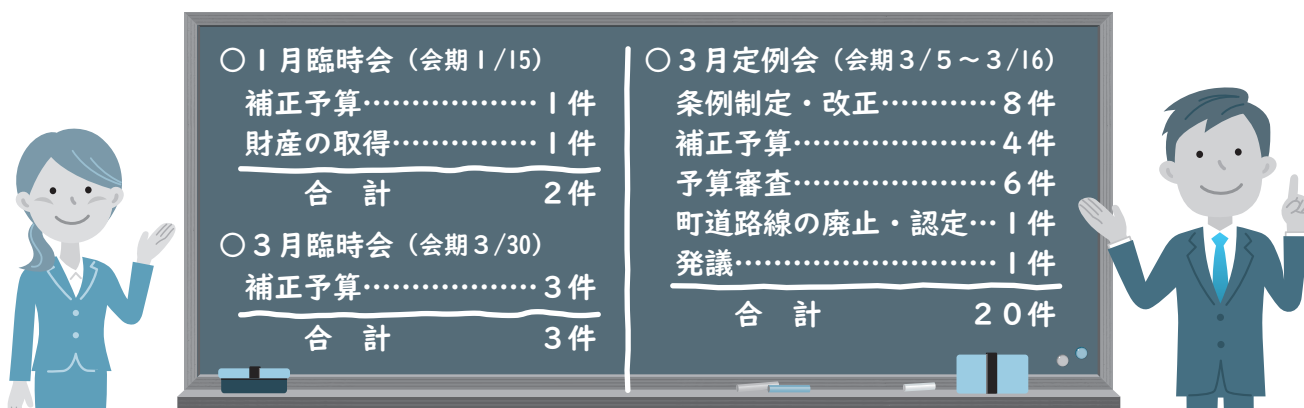 ○1月臨時会（会期1/15）
補正予算………………1件
財産の取得……………1件
合　計　2件
○3月臨時会（会期3/30）
補正予算………………3件
合　計　3件
○3月定例会（会期3/5～3/16）
条例制定・改正…………8件
補正予算…………………4件
予算審査…………………6件
町道路線の廃止・認定…1件
発議………………………1件
合　計　20件